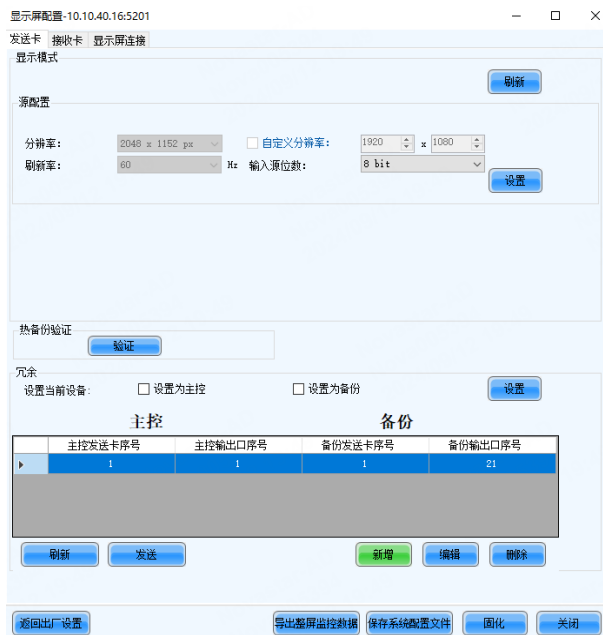 显示屏配置-10.10.40.16:5201
发送卡 接收卡 显示屏连接
显示模式
刷新
源配置
分辨率: 2048 x 1152 px 自定义分辨率: 1920 x 1080
刷新率: 60 Hz 输入源位数: 8 bit
设置
热备份验证
验证
冗余
设置当前设备: 设置为主控 设置为备份 设置
主控 备份
主控发送卡序号 主控输出口序号 备份发送卡序号 备份输出口序号
1 1 1 21
刷新 发送 新增 编辑 删除
返回出厂设置 导出整屏监控数据 保存系统配置文件 固化 关闭